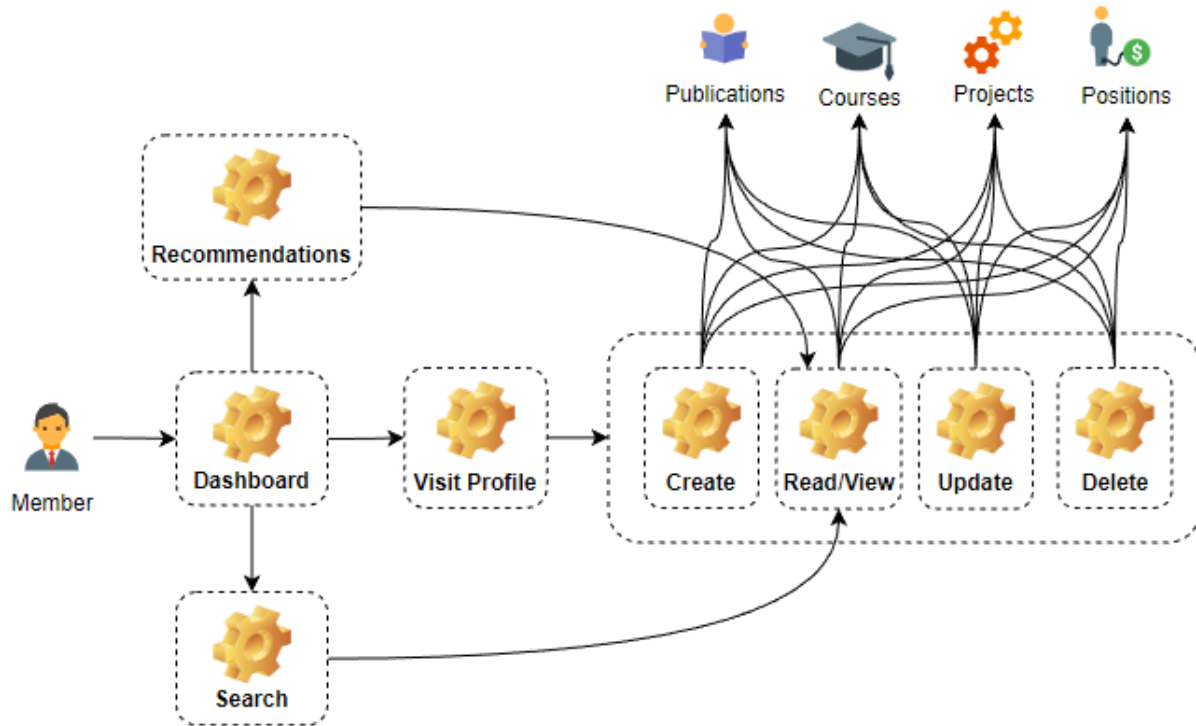 $
Publications
Courses
Projects
Positions
Recommendations
Member
Dashboard
Visit Profile
Create
Read/View
Update
Delete
Search